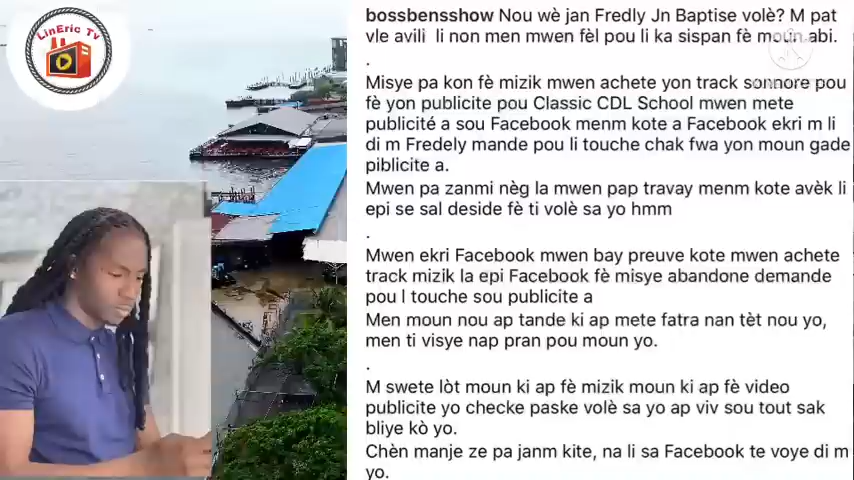 LinEric Tv
bossbensshow Nou wè jan Fredly Jn Baptise volè? M pat
vle avili li non men mwen fèl pou li ka sispan fè moun abi.
.
Misye pa kon fè mizik mwen achete yon track sonnore pou
fè yon publicite pou Classic CDL School mwen mete
publicité a sou Facebook menm kote a Facebook ekri m li
di m Fredely mande pou li touche chak fwa yon moun gade
piblicite a.
Mwen pa zanmi nèg la mwen pap travay menm kote avèk li
epi se sal deside fè ti volè sa yo hmm
.
Mwen ekri Facebook mwen bay preuve kote mwen achete
track mizik la epi Facebook fè misye abandone demande
pou l touche sou publicite a
Men moun nou ap tande ki ap mete fatra nan tèt nou yo,
men ti visye nap pran pou moun yo.
.
M swete lòt moun ki ap fè mizik moun ki ap fè video
publicite yo checke paske volè sa yo ap viv sou tout sak
bliye kò yo.
Chèn manje ze pa janm kite, na li sa Facebook te voye di m
yo.